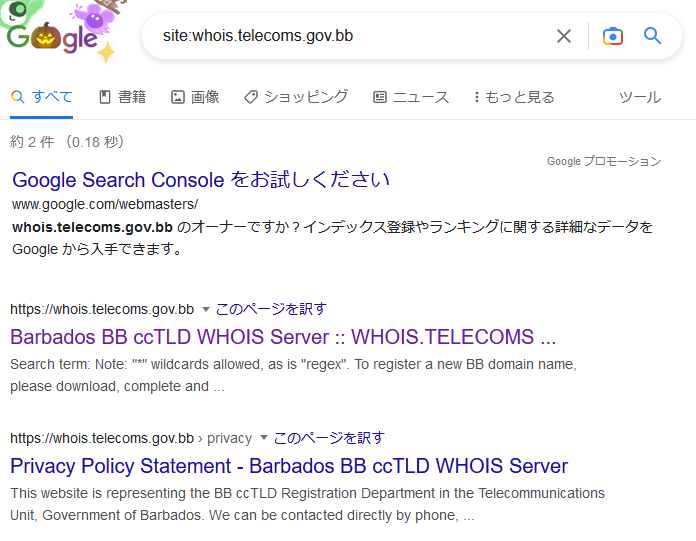 Google
site:whois.telecoms.gov.bb
すべて 書籍 画像 ショッピング ニュース もっと見る ツール
約 2 件 （0.18 秒）
Google プロモーション
Google Search Console をお試しください
www.google.com/webmasters/
whois.telecoms.gov.bb のオーナーですか？インデックス登録やランキングに関する詳細なデータを
Google から入手できます。
https://whois.telecoms.gov.bb このページを訳す
Barbados BB ccTLD WHOIS Server :: WHOIS.TELECOMS ...
Search term: Note: "*" wildcards allowed, as is "regex". To register a new BB domain name,
please download, complete and ...
https://whois.telecoms.gov.bb › privacy このページを訳す
Privacy Policy Statement - Barbados BB ccTLD WHOIS Server
This website is representing the BB ccTLD Registration Department in the Telecommunications
Unit, Government of Barbados. We can be contacted directly by phone, ...